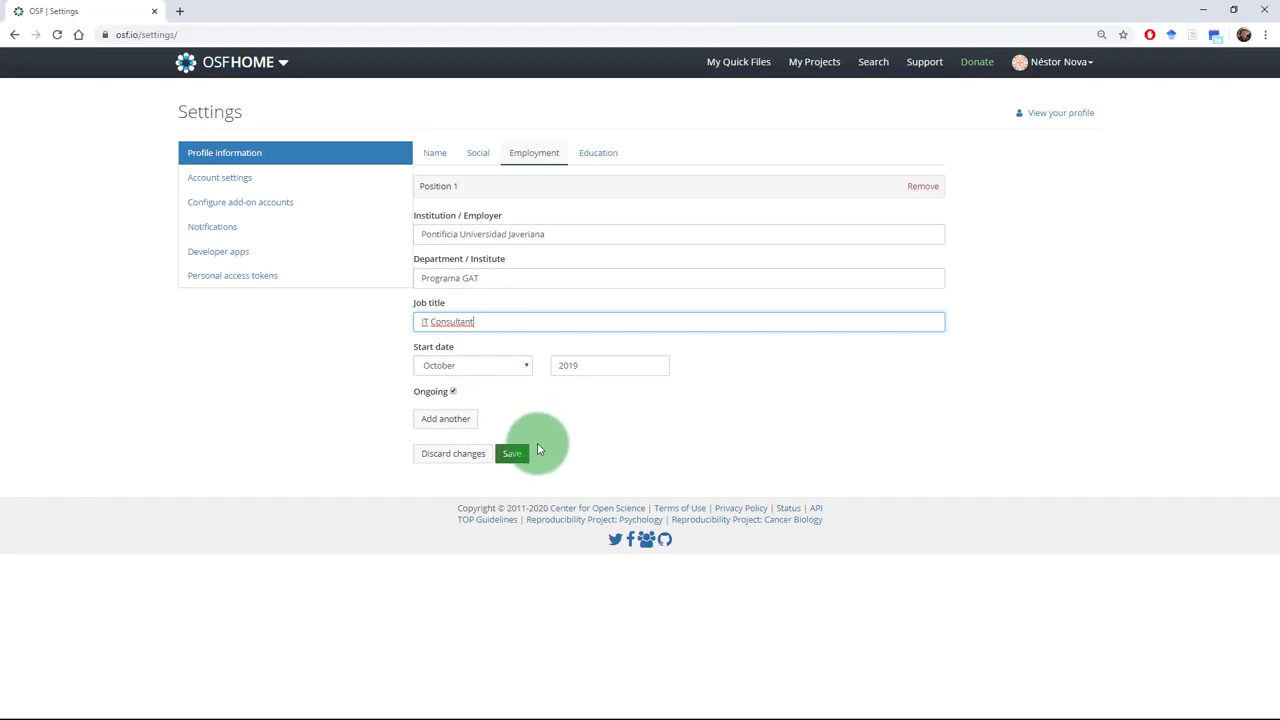 OSF | Settings
osf.io/settings/
OSFHOME
My Quick Files
My Projects
Search
Support
Donate
Néstor Nova
Settings
View your profile
Profile information
Account settings
Configure add-on accounts
Notifications
Developer apps
Personal access tokens
Name
Social
Employment
Education
Position 1
Remove
Institution / Employer
Pontificia Universidad Javeriana
Department / Institute
Programa GAT
Job title
IT Consultant
Start date
October
2019
Ongoing
Add another
Discard changes
Save
Copyright © 2011-2020 Center for Open Science | Terms of Use | Privacy Policy | Status | API
TOP Guidelines | Reproducibility Project: Psychology | Reproducibility Project: Cancer Biology